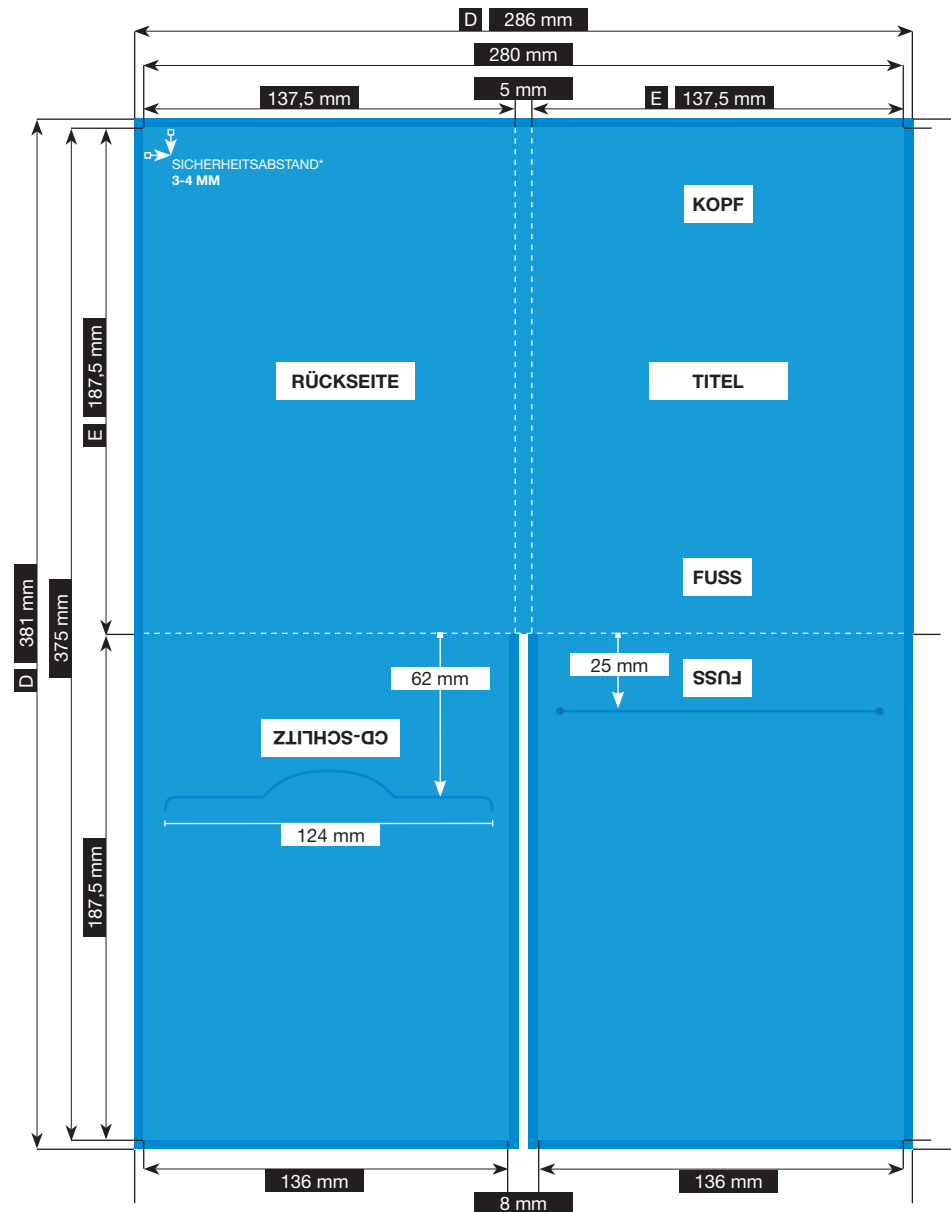 D 286 mm
280 mm
5 mm
137,5 mm
E 137,5 mm
SICHERHEITSABSTAND*
3-4 MM
KOPF
RÜCKSEITE
TITEL
E 187,5 mm
FUSS
D 381 mm
375 mm
62 mm
25 mm
FUSS
CD-SCHLITZ
124 mm
187,5 mm
136 mm
136 mm
8 mm